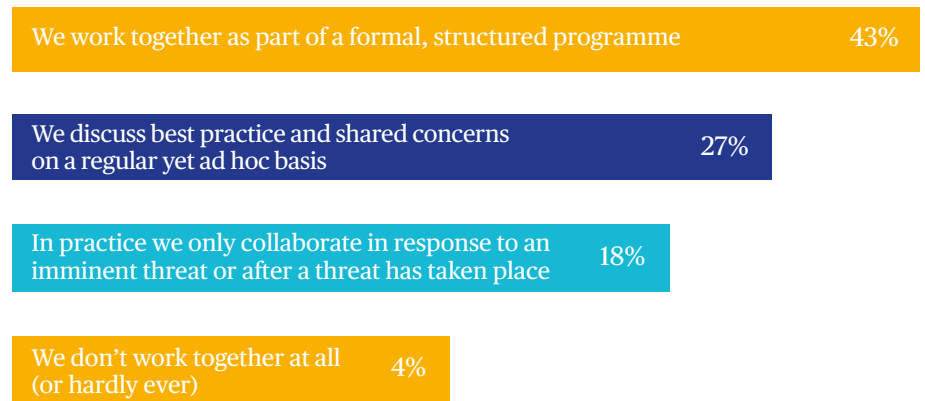 We work together as part of a formal, structured programme 43%
We discuss best practice and shared concerns
on a regular yet ad hoc basis 27%
In practice we only collaborate in response to an
imminent threat or after a threat has taken place 18%
We don’t work together at all
(or hardly ever) 4%